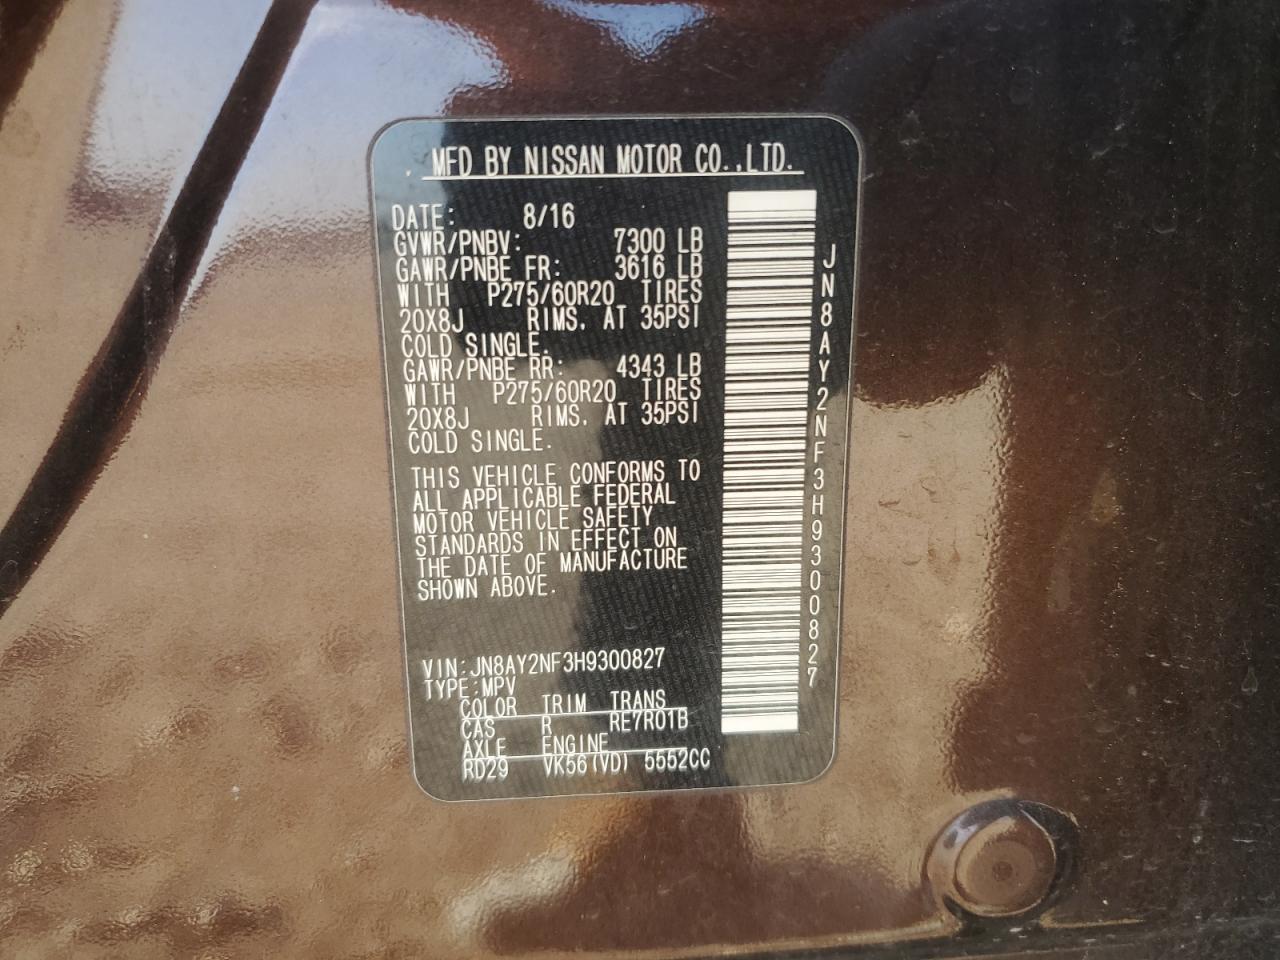 MFD BY NISSAN MOTOR CO.,LTD.
DATE: 8/16
GVWR/PNBV: 7300 LB
GAWR/PNBE FR: 3616 LB
WITH P275/60R20 TIRES
20X8J RIMS. AT 35PSI
COLD SINGLE.
GAWR/PNBE RR: 4343 LB
WITH P275/60R20 TIRES
20X8J RIMS. AT 35PSI
COLD SINGLE.
THIS VEHICLE CONFORMS TO
ALL APPLICABLE FEDERAL
MOTOR VEHICLE SAFETY
STANDARDS IN EFFECT ON
THE DATE OF MANUFACTURE
SHOWN ABOVE.
VIN:JN8AY2NF3H9300827
TYPE:MPV
COLOR TRIM TRANS
CAS R RE7R01B
AXLE ENGINE
RD29 VK56(VD) 5552CC
JN8AY2NF3H9300827